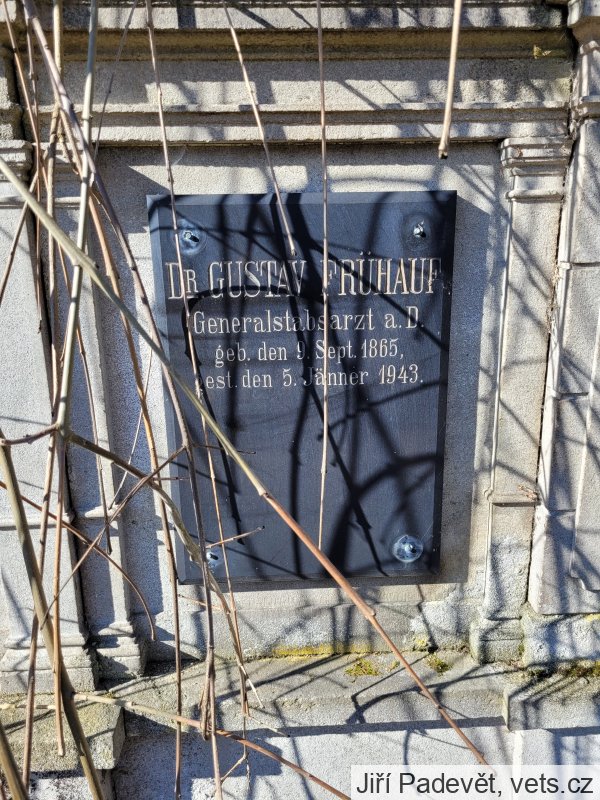 DR GUSTAV FRÜHAUF
Generalstabsarzt a.D.
geb. den 9. Sept. 1865,
gest. den 5. Jänner 1943.
Jiří Padevět, vets.cz